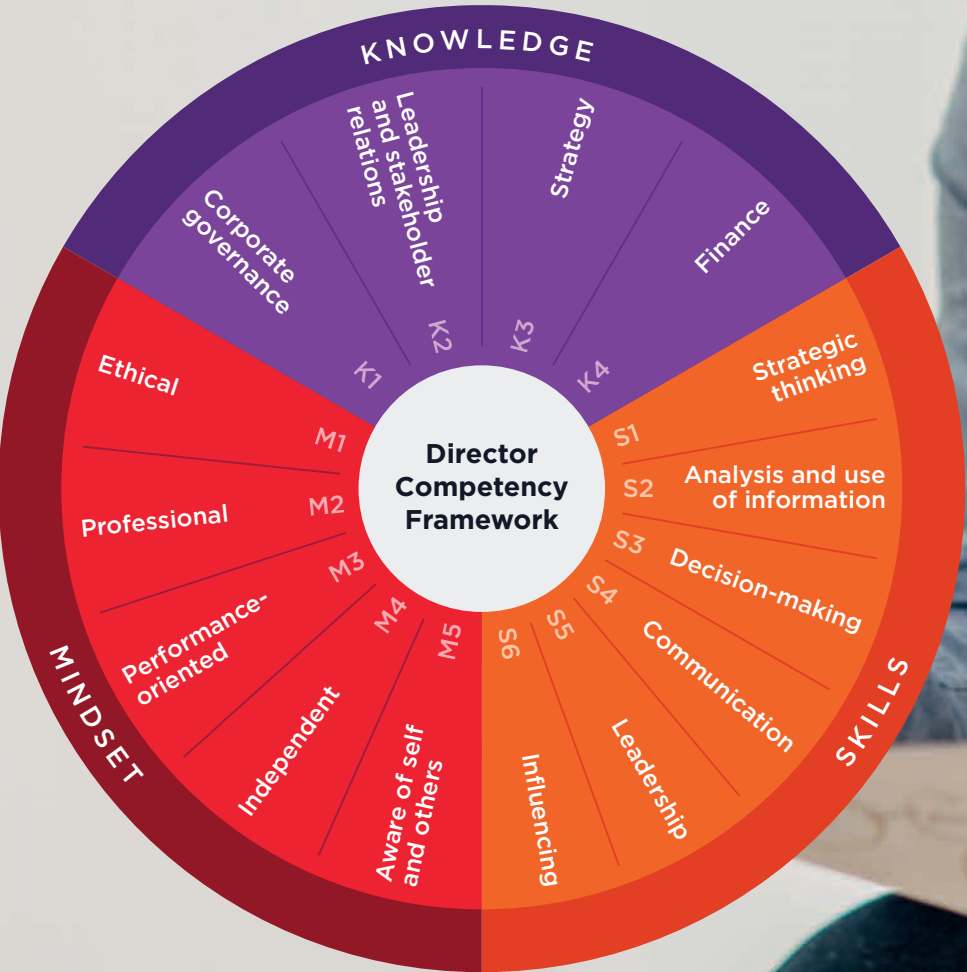 KNOWLEDGE
Corporate
governance
K1
Leadership
and stakeholder
relations
K2
Strategy
K3
Finance
K4
SKILLS
Strategic
thinking
S1
Analysis and use
of information
S2
Decision-making
S3
Communication
S4
Leadership
S5
Influencing
S6
MINDSET
Ethical
M1
Professional
M2
Performance-
oriented
M3
Independent
M4
Aware of self
and others
M5
Director
Competency
Framework